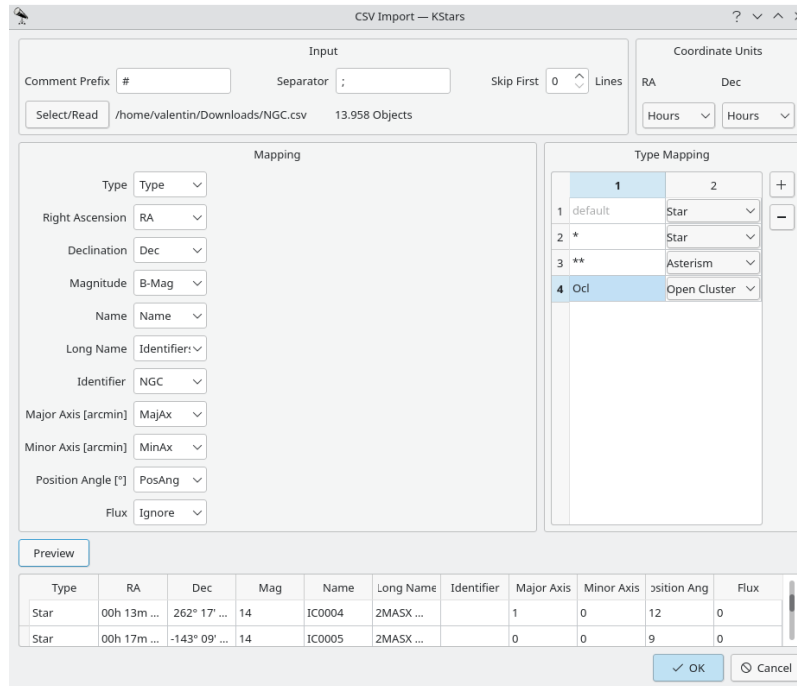 CSV Import — KStars
Input
Comment Prefix #
Separator ;
Skip First 0 Lines
Select/Read /home/valentin/Downloads/NGC.csv 13.958 Objects
Coordinate Units
RA Dec
Hours Hours
Mapping
Type Type
Right Ascension RA
Declination Dec
Magnitude B-Mag
Name Name
Long Name Identifiers
Identifier NGC
Major Axis [arcmin] MajAx
Minor Axis [arcmin] MinAx
Position Angle [°] PosAng
Flux Ignore
Type Mapping
1 2
1 default Star
2 * Star
3 ** Asterism
4 Ocl Open Cluster
+
−
Preview
Type RA Dec Mag Name Long Name Identifier Major Axis Minor Axis osition Ang Flux
Star 00h 13m ... 262° 17' ... 14 IC0004 2MASX ... 1 0 12 0
Star 00h 17m ... -143° 09' ... 14 IC0005 2MASX ... 0 0 9 0
OK Cancel